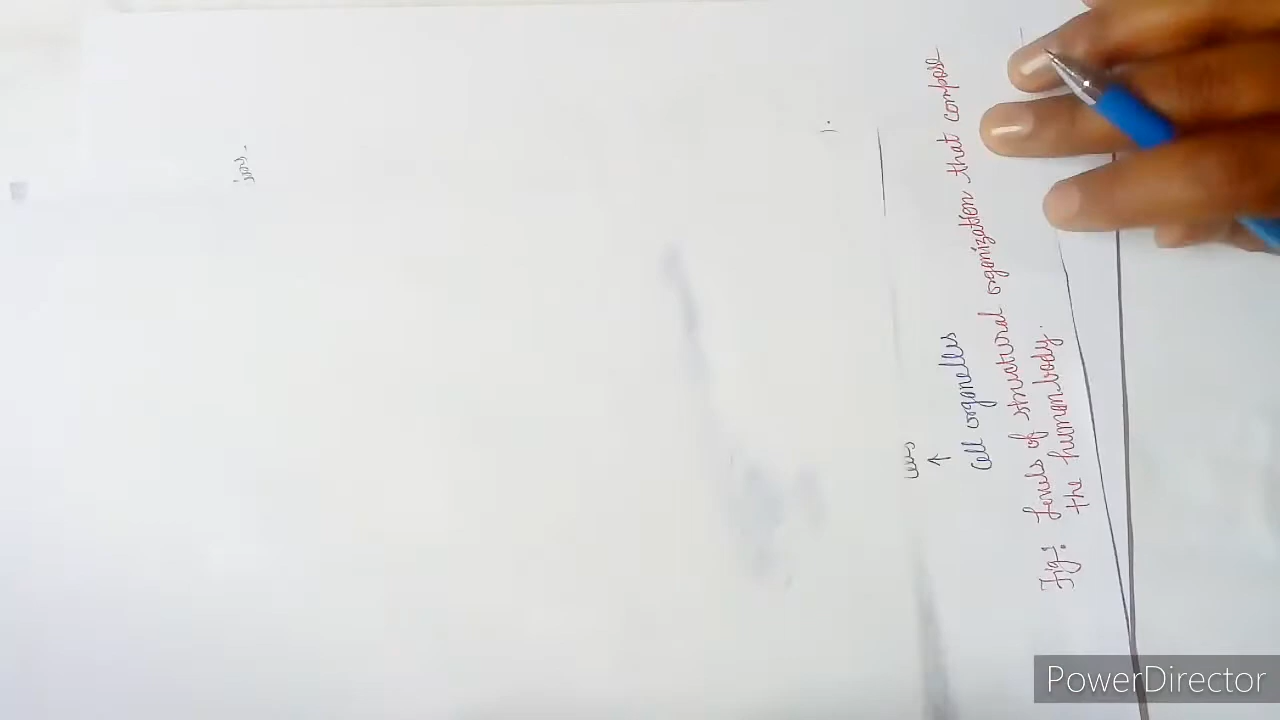 Cell organelles
Fig:- Levels of structural organization that compose
the human body.
PowerDirector